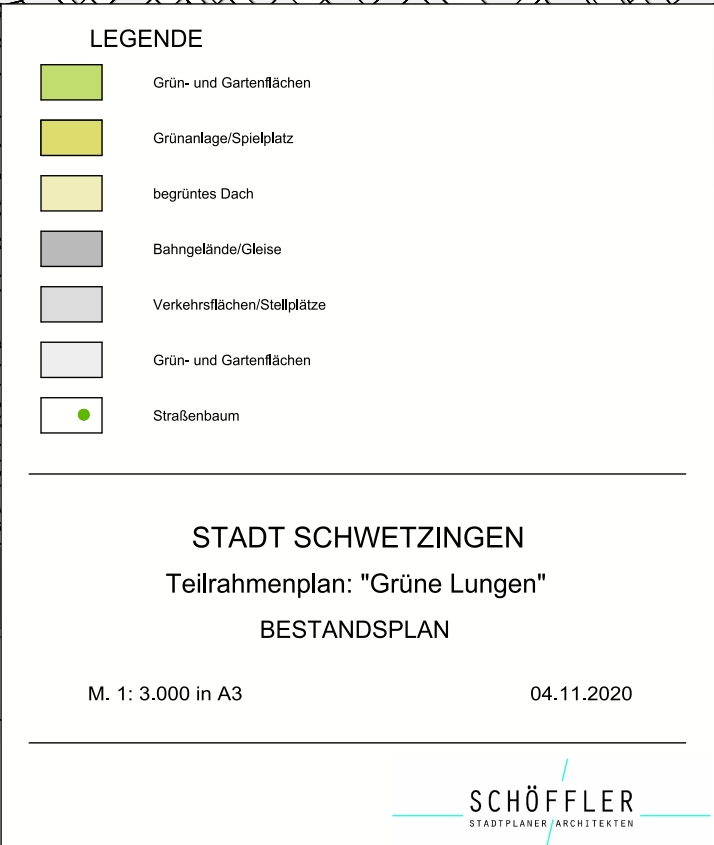 LEGENDE
Grün- und Gartenflächen
Grünanlage/Spielplatz
begrüntes Dach
Bahngelände/Gleise
Verkehrsflächen/Stellplätze
Grün- und Gartenflächen
Straßenbaum
STADT SCHWETZINGEN
Teilrahmenplan: "Grüne Lungen"
BESTANDSPLAN
M. 1: 3.000 in A3 04.11.2020
SCHÖFFLER
STADTPLANER ARCHITEKTEN